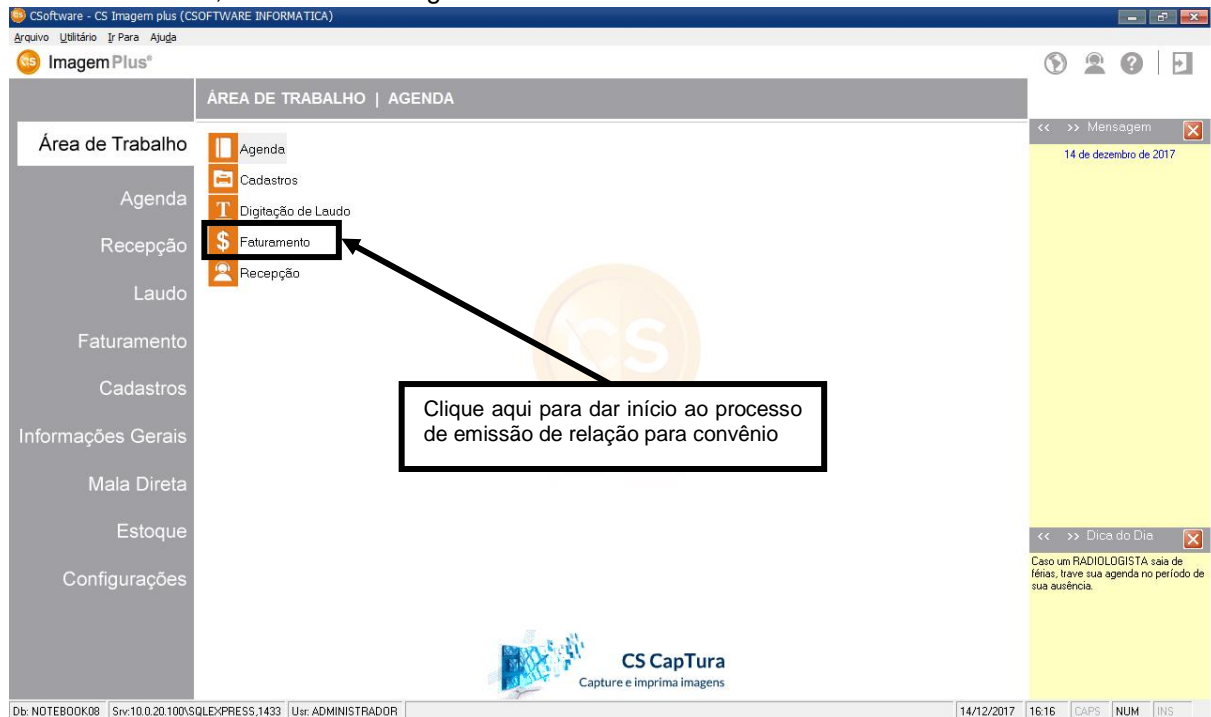 CSoftware - CS Imagem plus (CSOFTWARE INFORMATICA)
Arquivo Utilitário Ir Para Ajuda
CS ImagemPlus®
ÁREA DE TRABALHO | AGENDA
Área de Trabalho
Agenda
Recepção
Laudo
Faturamento
Cadastros
Informações Gerais
Mala Direta
Estoque
Configurações
Agenda
Cadastros
T Digitação de Laudo
$ Faturamento
Recepção
CS
Clique aqui para dar início ao processo
de emissão de relação para convênio
CS CapTura
Capture e imprima imagens
<< >> Mensagem
14 de dezembro de 2017
<< >> Dica do Dia
Caso um RADIOLOGISTA saia de
férias, trave sua agenda no período de
sua ausência.
Db: NOTEBOOK08 Srv:10.0.20.100\SQLEXPRESS,1433 Usr: ADMINISTRADOR 14/12/2017 16:16 CAPS NUM INS